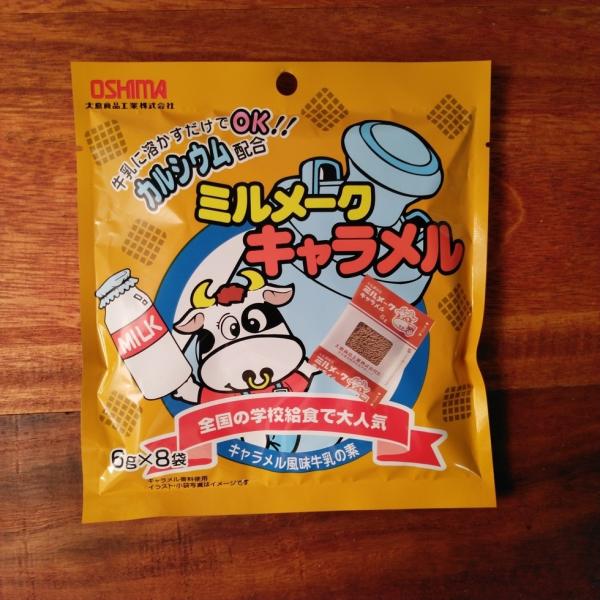 OSHIMA
大島食品工業株式会社
牛乳に溶かすだけでOK!!
カルシウム配合
ミルメーク
キャラメル
MILK
ミルメーク
キャラメル
全国の学校給食で大人気
6g×8袋
キャラメル風味牛乳の素
キャラメル香料使用
イラスト・小袋写真はイメージです